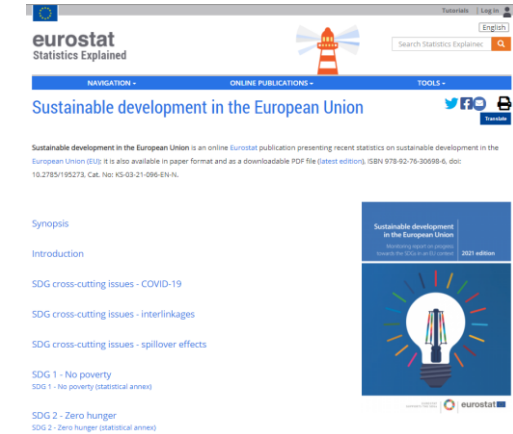 Tutorials | Log in
English
eurostat
Statistics Explained
Search Statistics Explained
NAVIGATION
ONLINE PUBLICATIONS
TOOLS
Sustainable development in the European Union
Translate
Sustainable development in the European Union is an online Eurostat publication presenting recent statistics on sustainable development in the
European Union (EU); it is also available in paper format and as a downloadable PDF file (latest edition), ISBN 978-92-76-30698-6, doi:
10.2785/195273, Cat. No: KS-03-21-096-EN-N.
Synopsis
Introduction
SDG cross-cutting issues - COVID-19
SDG cross-cutting issues - interlinkages
SDG cross-cutting issues - spillover effects
SDG 1 - No poverty
SDG 1 - No poverty (statistical annex)
SDG 2 - Zero hunger
SDG 2 - Zero hunger (statistical annex)
Sustainable development
in the European Union
Monitoring report on progress
towards the SDGs in an EU context
2021 edition
eurostat